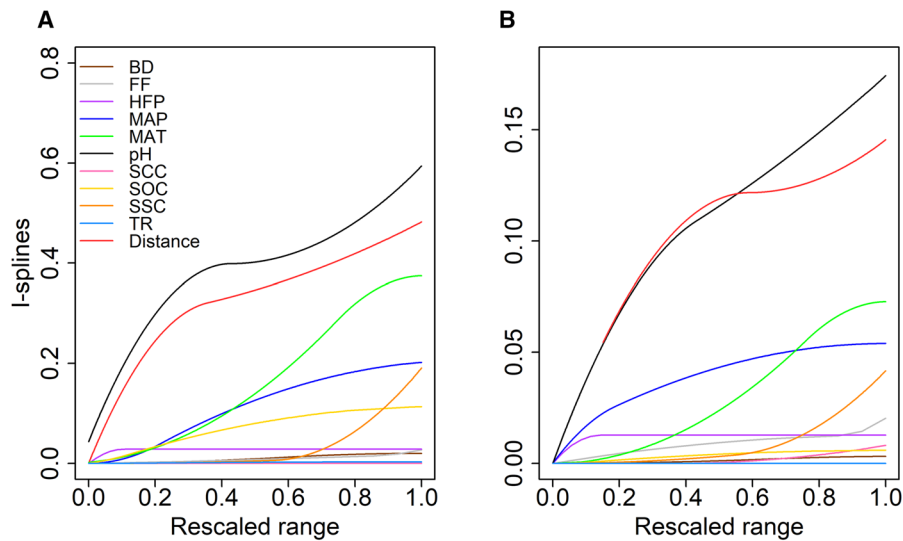 A
B
I-splines
0.8
0.6
0.4
0.2
0.0
BD
FF
HFP
MAP
MAT
pH
SCC
SOC
SSC
TR
Distance
0.0 0.2 0.4 0.6 0.8 1.0
Rescaled range
0.15
0.10
0.05
0.00
0.0 0.2 0.4 0.6 0.8 1.0
Rescaled range